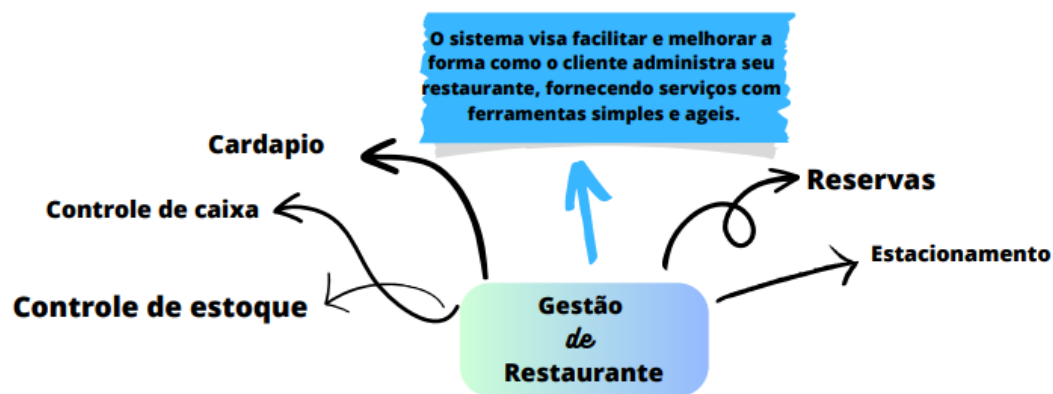 O sistema visa facilitar e melhorar a
forma como o cliente administra seu
restaurante, fornecendo serviços com
ferramentas simples e ageis.
Cardapio
Reservas
Controle de caixa
Estacionamento
Controle de estoque
Gestão
de
Restaurante